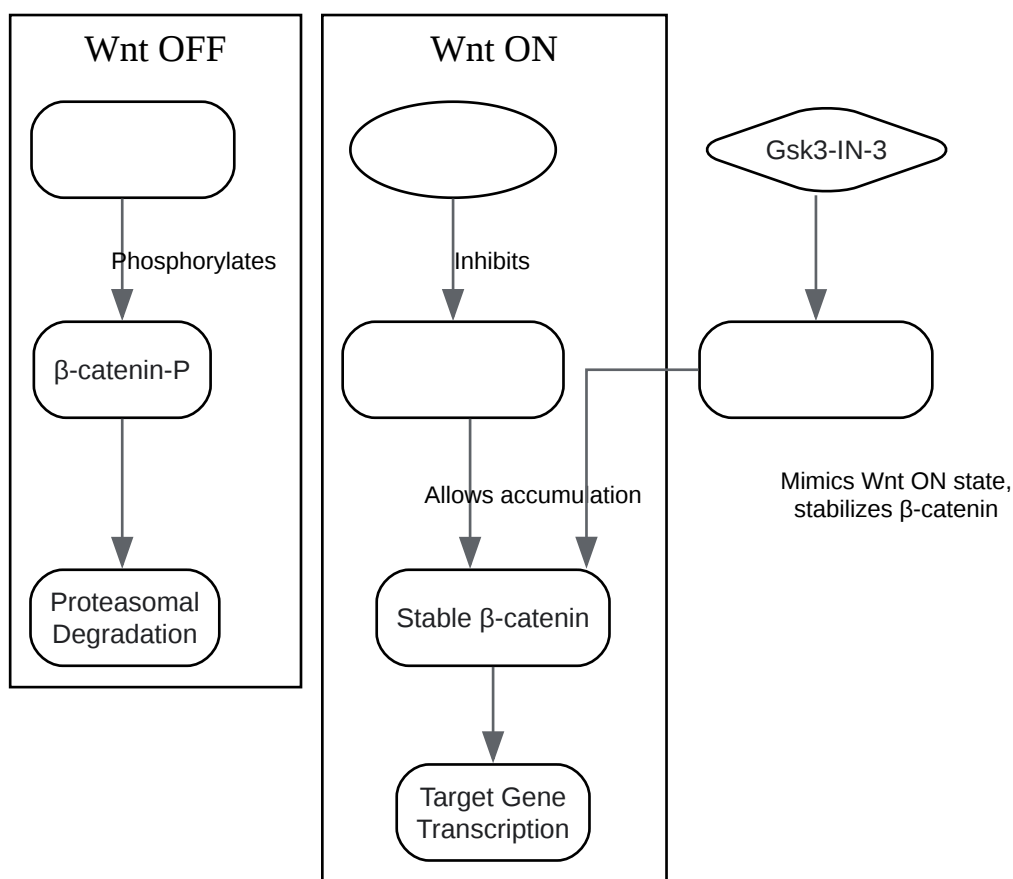 Wnt OFF
Phosphorylates
β-catenin-P
Proteasomal
Degradation
Wnt ON
Inhibits
Allows accumulation
Stable β-catenin
Target Gene
Transcription
Gsk3-IN-3
Mimics Wnt ON state,
stabilizes β-catenin